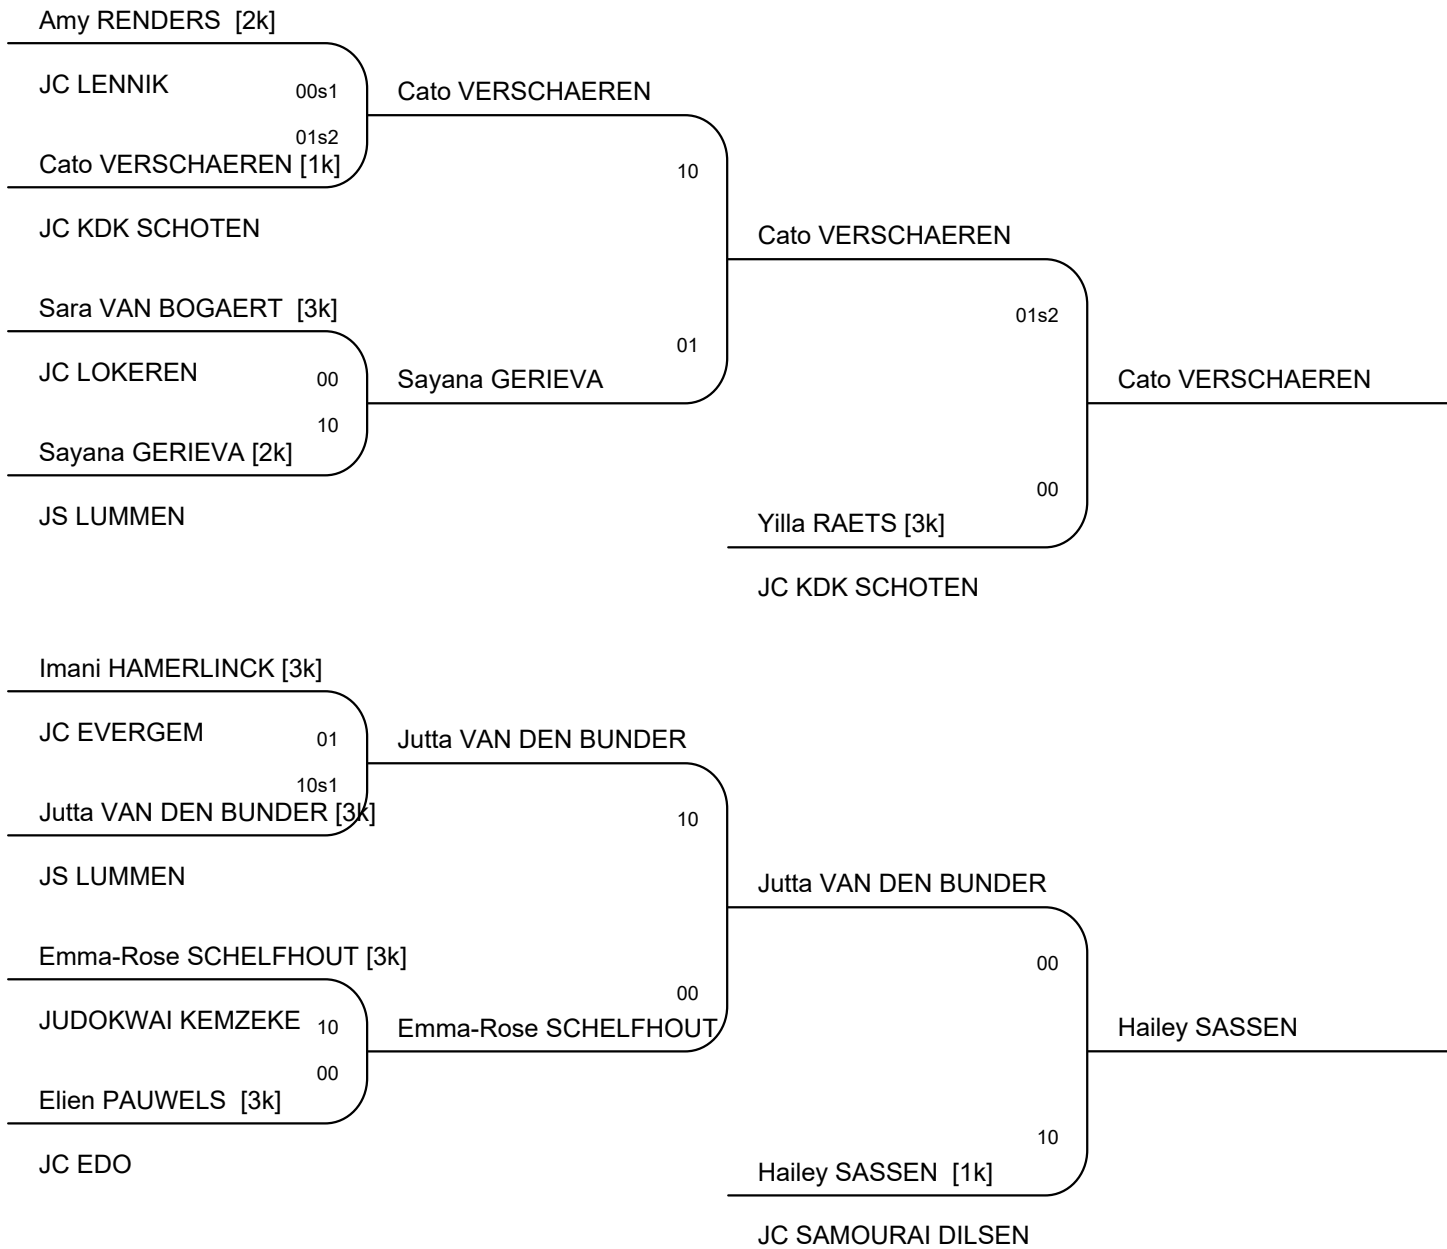 Amy RENDERS  [2k]
JC LENNIK
00s1
Cato VERSCHAEREN
01s2
Cato VERSCHAEREN [1k]
10
JC KDK SCHOTEN
Cato VERSCHAEREN
Sara VAN BOGAERT  [3k]
01s2
01
JC LOKEREN
00
Sayana GERIEVA
Cato VERSCHAEREN
10
Sayana GERIEVA [2k]
00
JS LUMMEN
Yilla RAETS [3k]
JC KDK SCHOTEN
Imani HAMERLINCK [3k]
JC EVERGEM
01
Jutta VAN DEN BUNDER
10s1
Jutta VAN DEN BUNDER [3k]
10
JS LUMMEN
Jutta VAN DEN BUNDER
Emma-Rose SCHELFHOUT [3k]
00
00
JUDOKWAI KEMZEKE
10
Emma-Rose SCHELFHOUT
Hailey SASSEN
00
Elien PAUWELS  [3k]
10
JC EDO
Hailey SASSEN  [1k]
JC SAMOURAI DILSEN